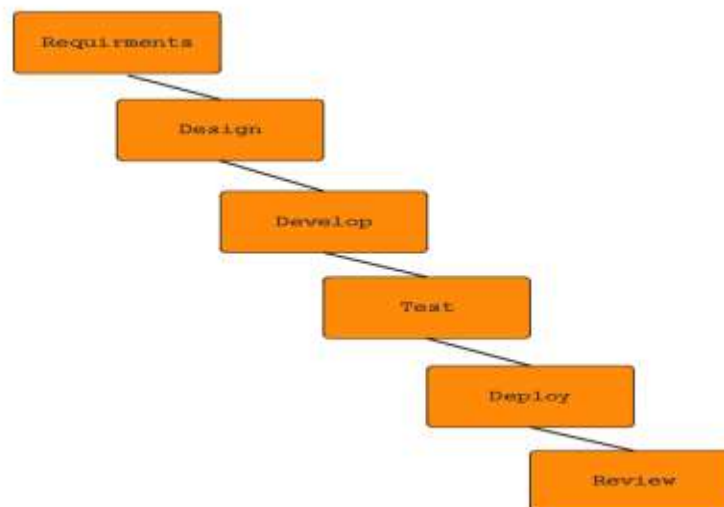 Requirments
Design
Develop
Test
Deploy
Review